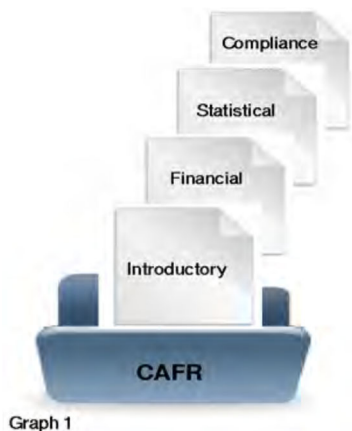 Compliance
Statistical
Financial
Introductory
CAFR
Graph 1